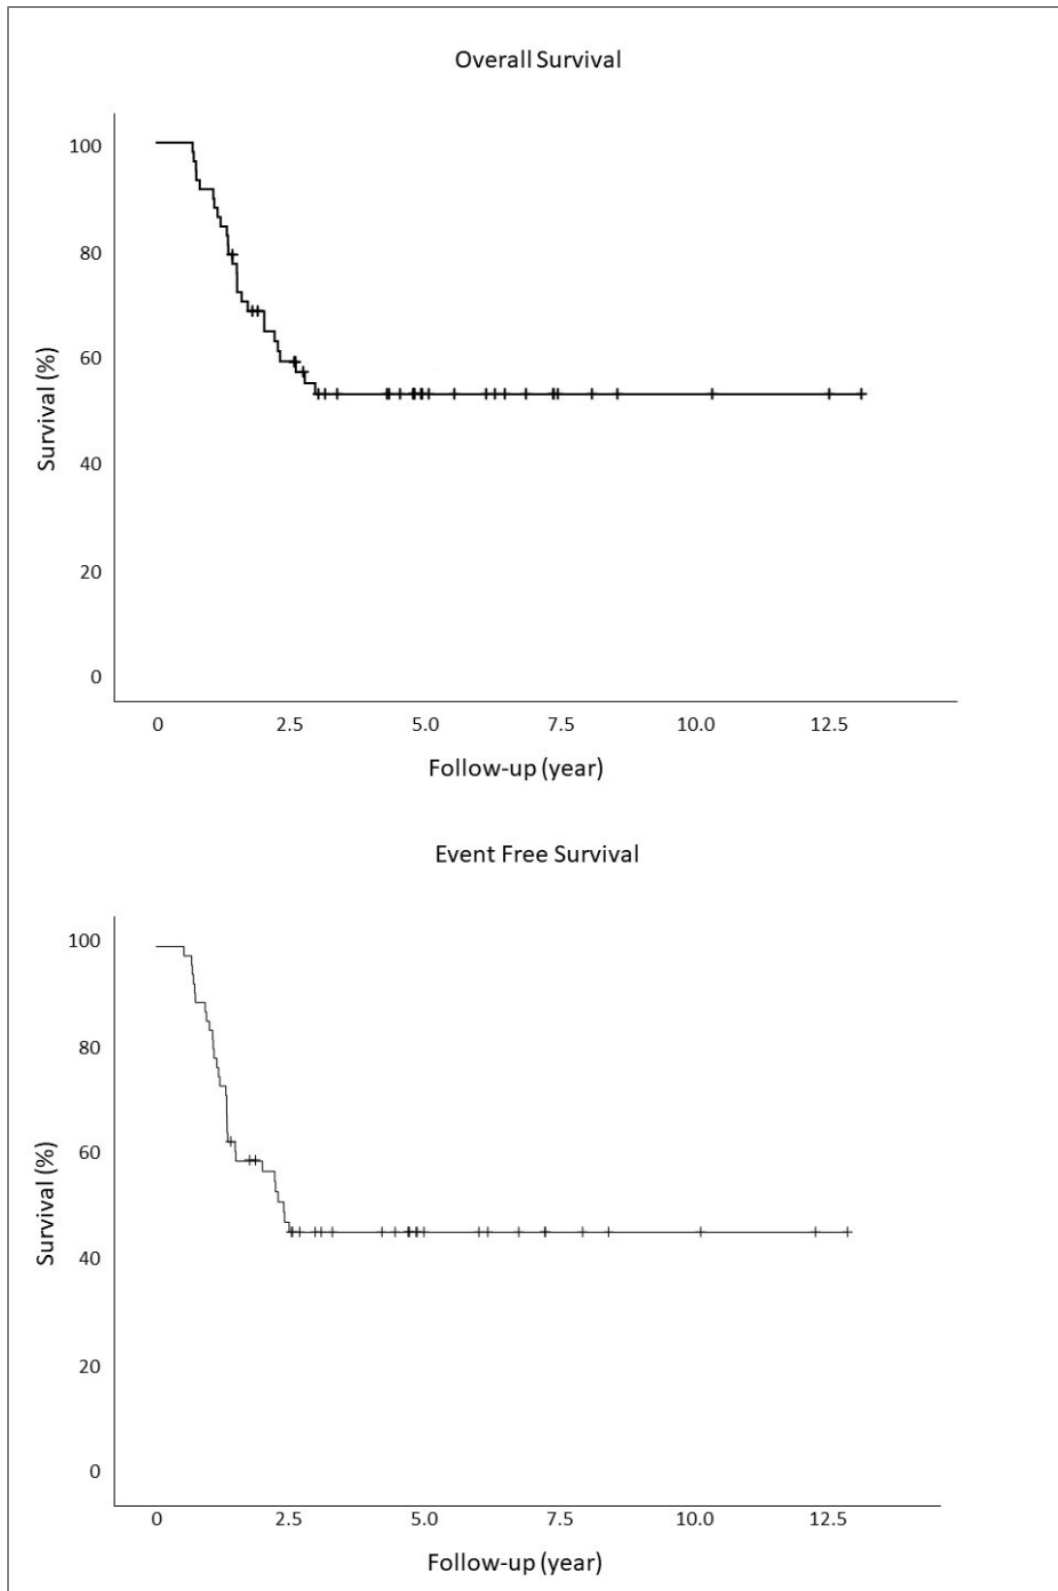 Overall Survival
100
80
60
40
20
0
Survival (%)
0 2.5 5.0 7.5 10.0 12.5
Follow-up (year)
Event Free Survival
100
80
60
40
20
0
Survival (%)
0 2.5 5.0 7.5 10.0 12.5
Follow-up (year)